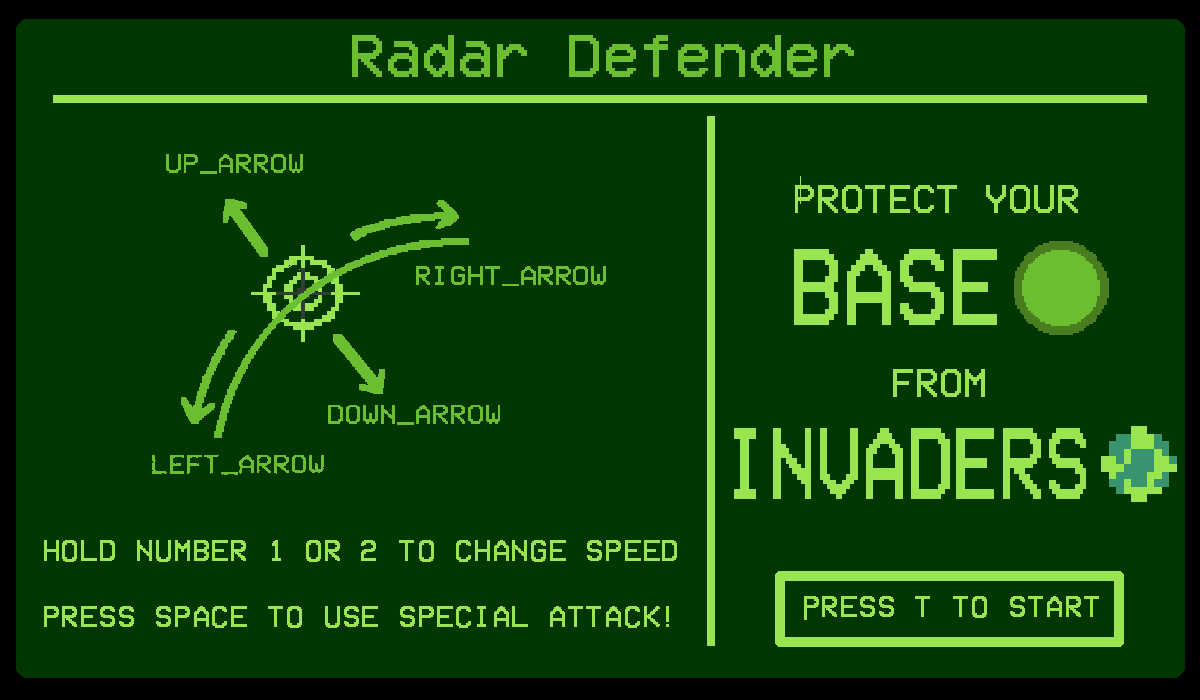 Radar Defender
UP_ARROW
RIGHT_ARROW
DOWN_ARROW
LEFT_ARROW
HOLD NUMBER 1 OR 2 TO CHANGE SPEED
PRESS SPACE TO USE SPECIAL ATTACK!
PROTECT YOUR
BASE
FROM
INVADERS
PRESS T TO START